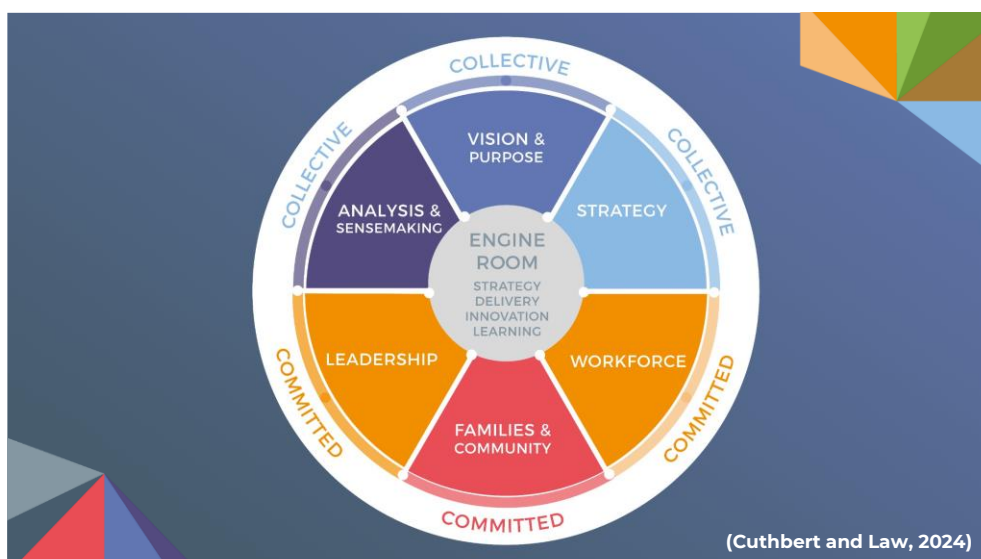 COLLECTIVE
COLLECTIVE
COLLECTIVE
VISION &
PURPOSE
ANALYSIS &
SENSEMAKING
STRATEGY
ENGINE
ROOM
STRATEGY
DELIVERY
INNOVATION
LEARNING
LEADERSHIP
WORKFORCE
FAMILIES &
COMMUNITY
COMMITTED
COMMITTED
COMMITTED
(Cuthbert and Law, 2024)